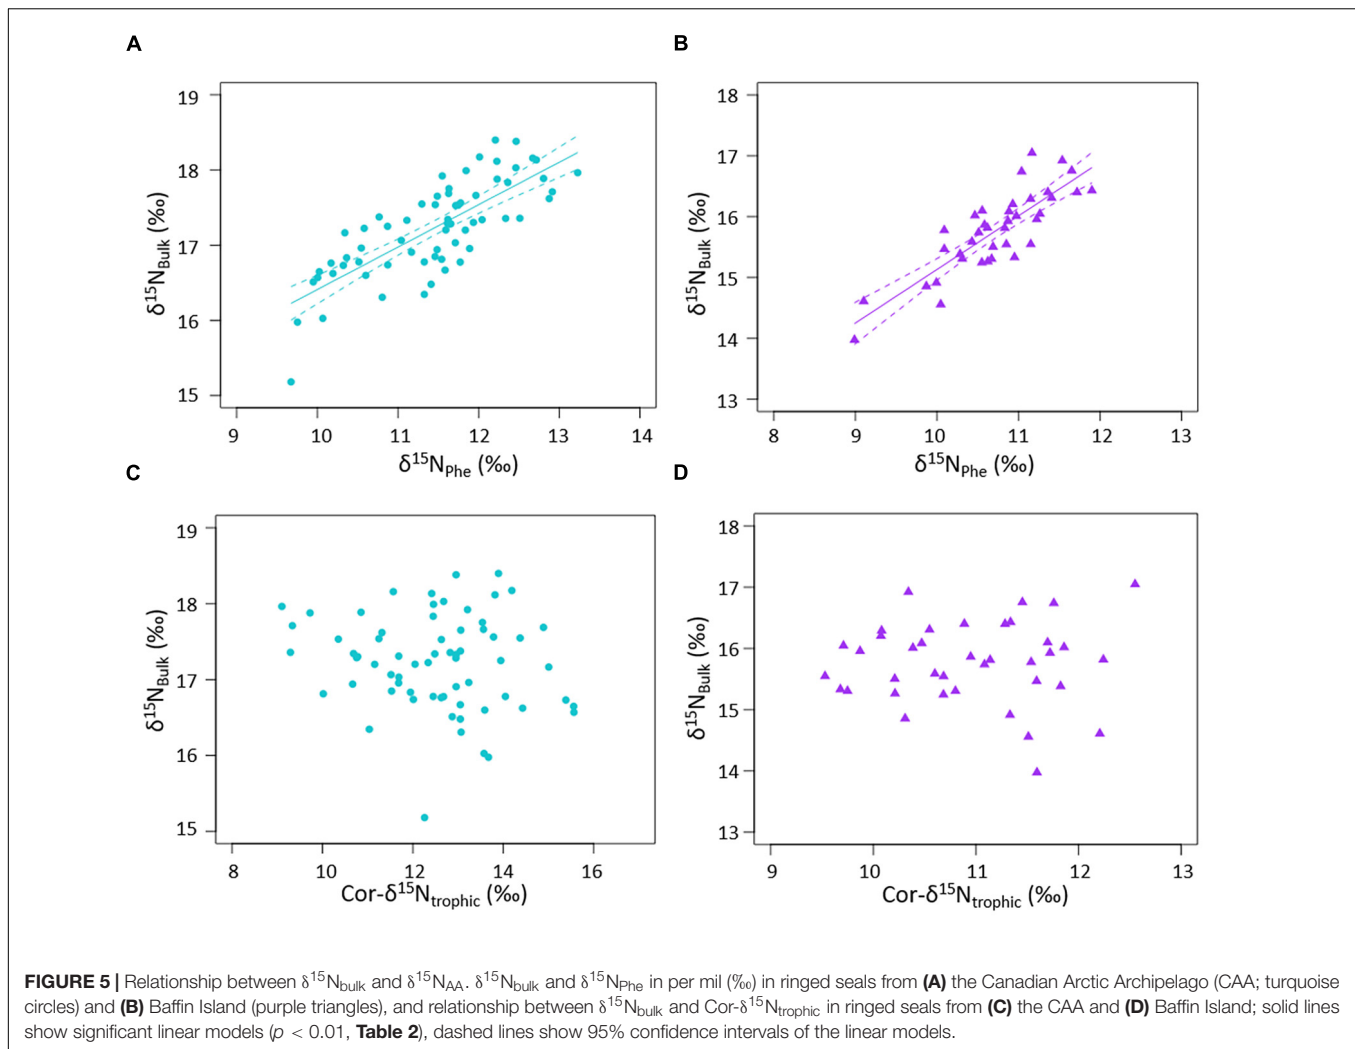 A
B
19
18
17
16
15
δ15NBulk (‰)
9 10 11 12 13 14
δ15NPhe (‰)
18
17
16
15
14
13
δ15NBulk (‰)
8 9 10 11 12 13
δ15NPhe (‰)
C
D
19
18
17
16
15
δ15NBulk (‰)
8 10 12 14 16
Cor-δ15Ntrophic (‰)
18
17
16
15
14
13
δ15NBulk (‰)
9 10 11 12 13
Cor-δ15Ntrophic (‰)
FIGURE 5 | Relationship between δ15Nbulk and δ15NAA. δ15Nbulk and δ15NPhe in per mil (‰) in ringed seals from (A) the Canadian Arctic Archipelago (CAA; turquoise
circles) and (B) Baffin Island (purple triangles), and relationship between δ15Nbulk and Cor-δ15Ntrophic in ringed seals from (C) the CAA and (D) Baffin Island; solid lines
show significant linear models (p < 0.01, Table 2), dashed lines show 95% confidence intervals of the linear models.